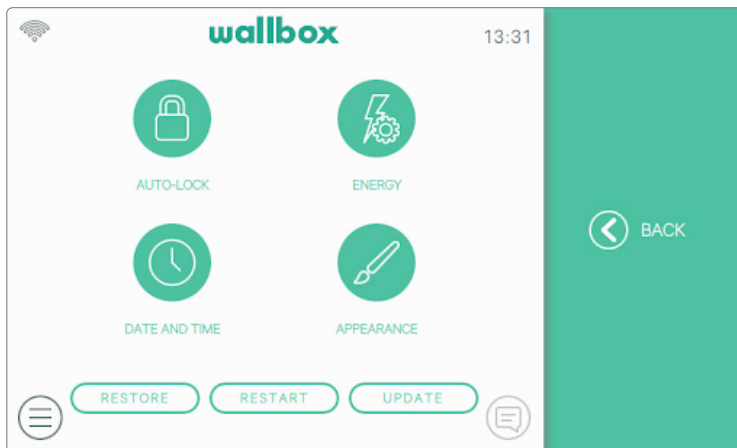 wallbox
13:31
AUTO-LOCK
ENERGY
BACK
DATE AND TIME
APPEARANCE
RESTORE
RESTART
UPDATE